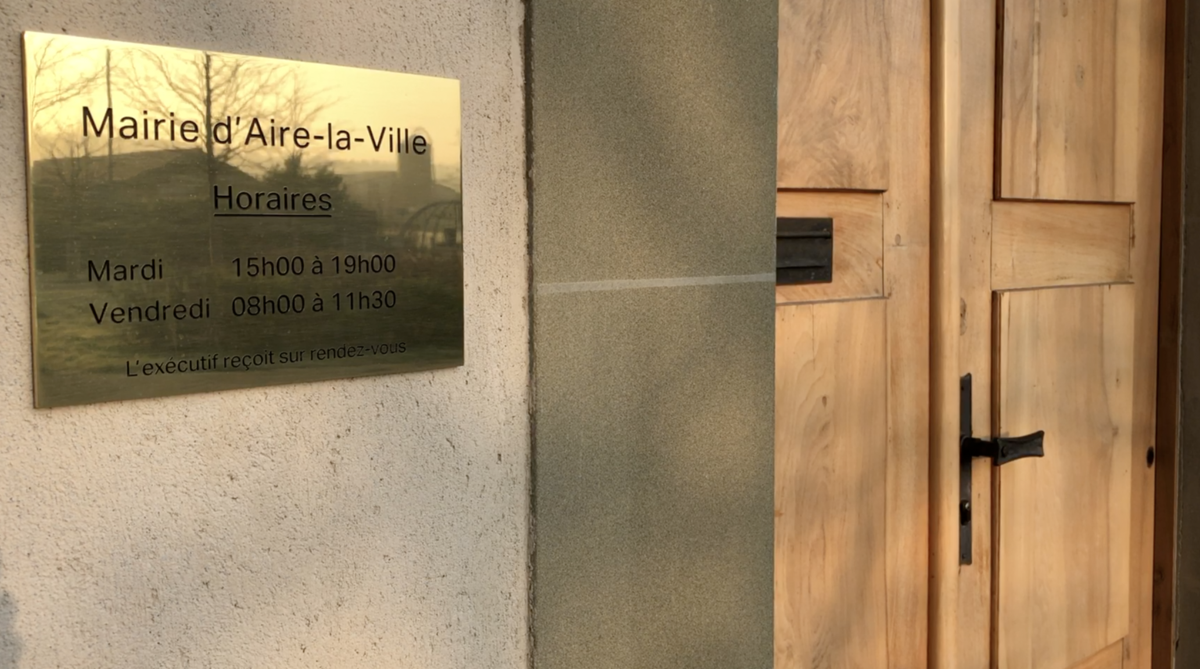 Mairie d'Aire-la-Ville
Horaires
Mardi 15h00 à 19h00
Vendredi 08h00 à 11h30
L'exécutif reçoit sur rendez-vous